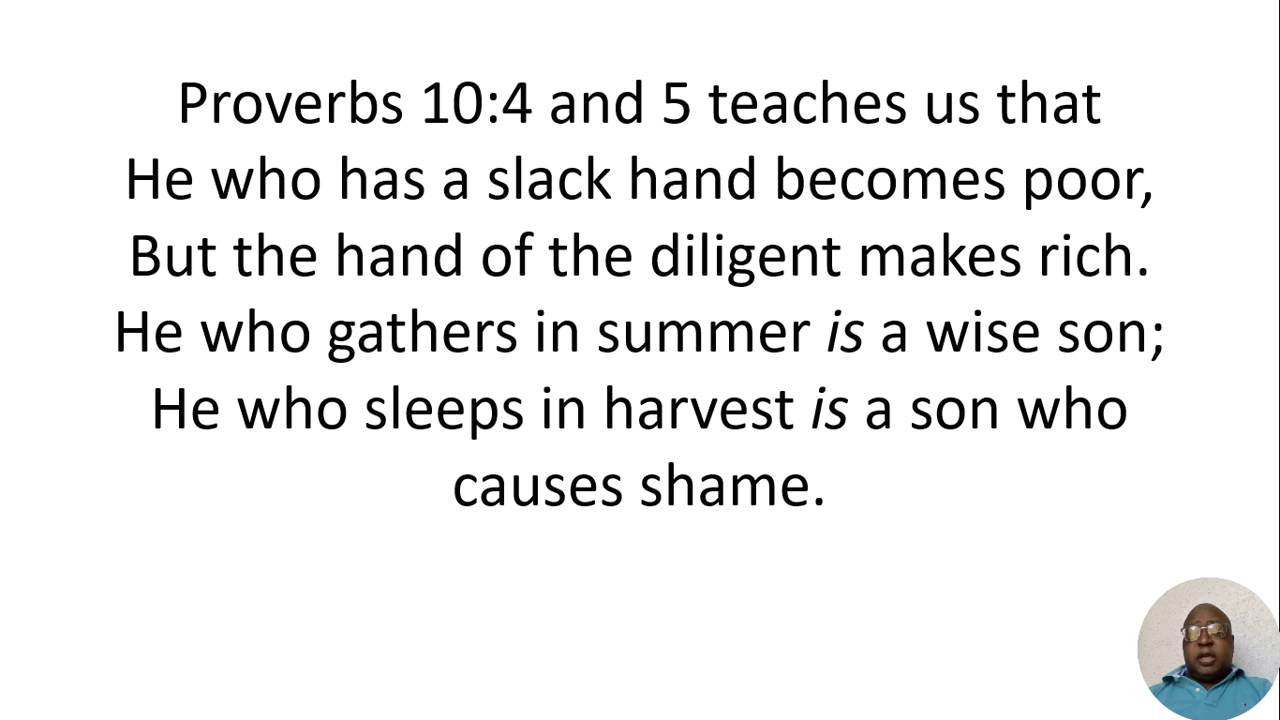 Proverbs 10:4 and 5 teaches us that
He who has a slack hand becomes poor,
But the hand of the diligent makes rich.
He who gathers in summer is a wise son;
He who sleeps in harvest is a son who
causes shame.